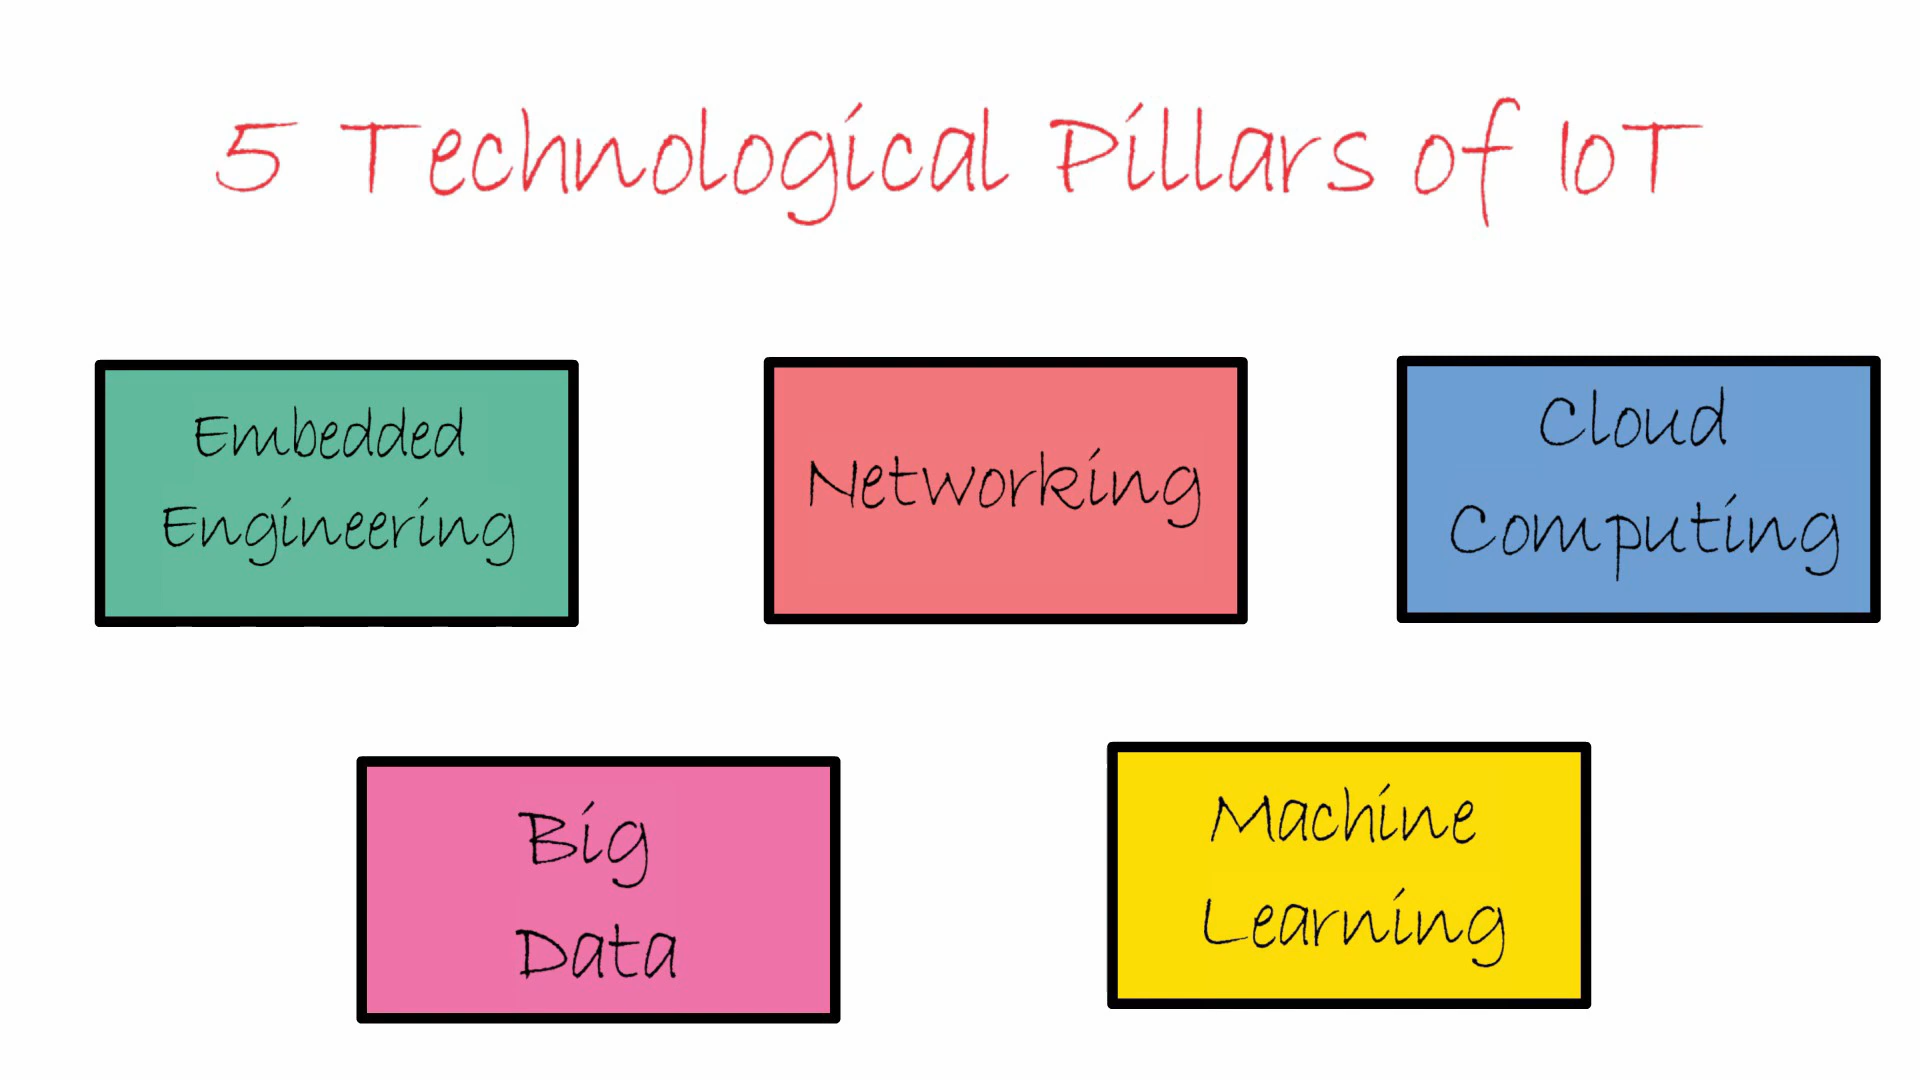 5 Technological Pillars of IoT
Embedded
Engineering
Networking
Cloud
Computing
Big
Data
Machine
Learning